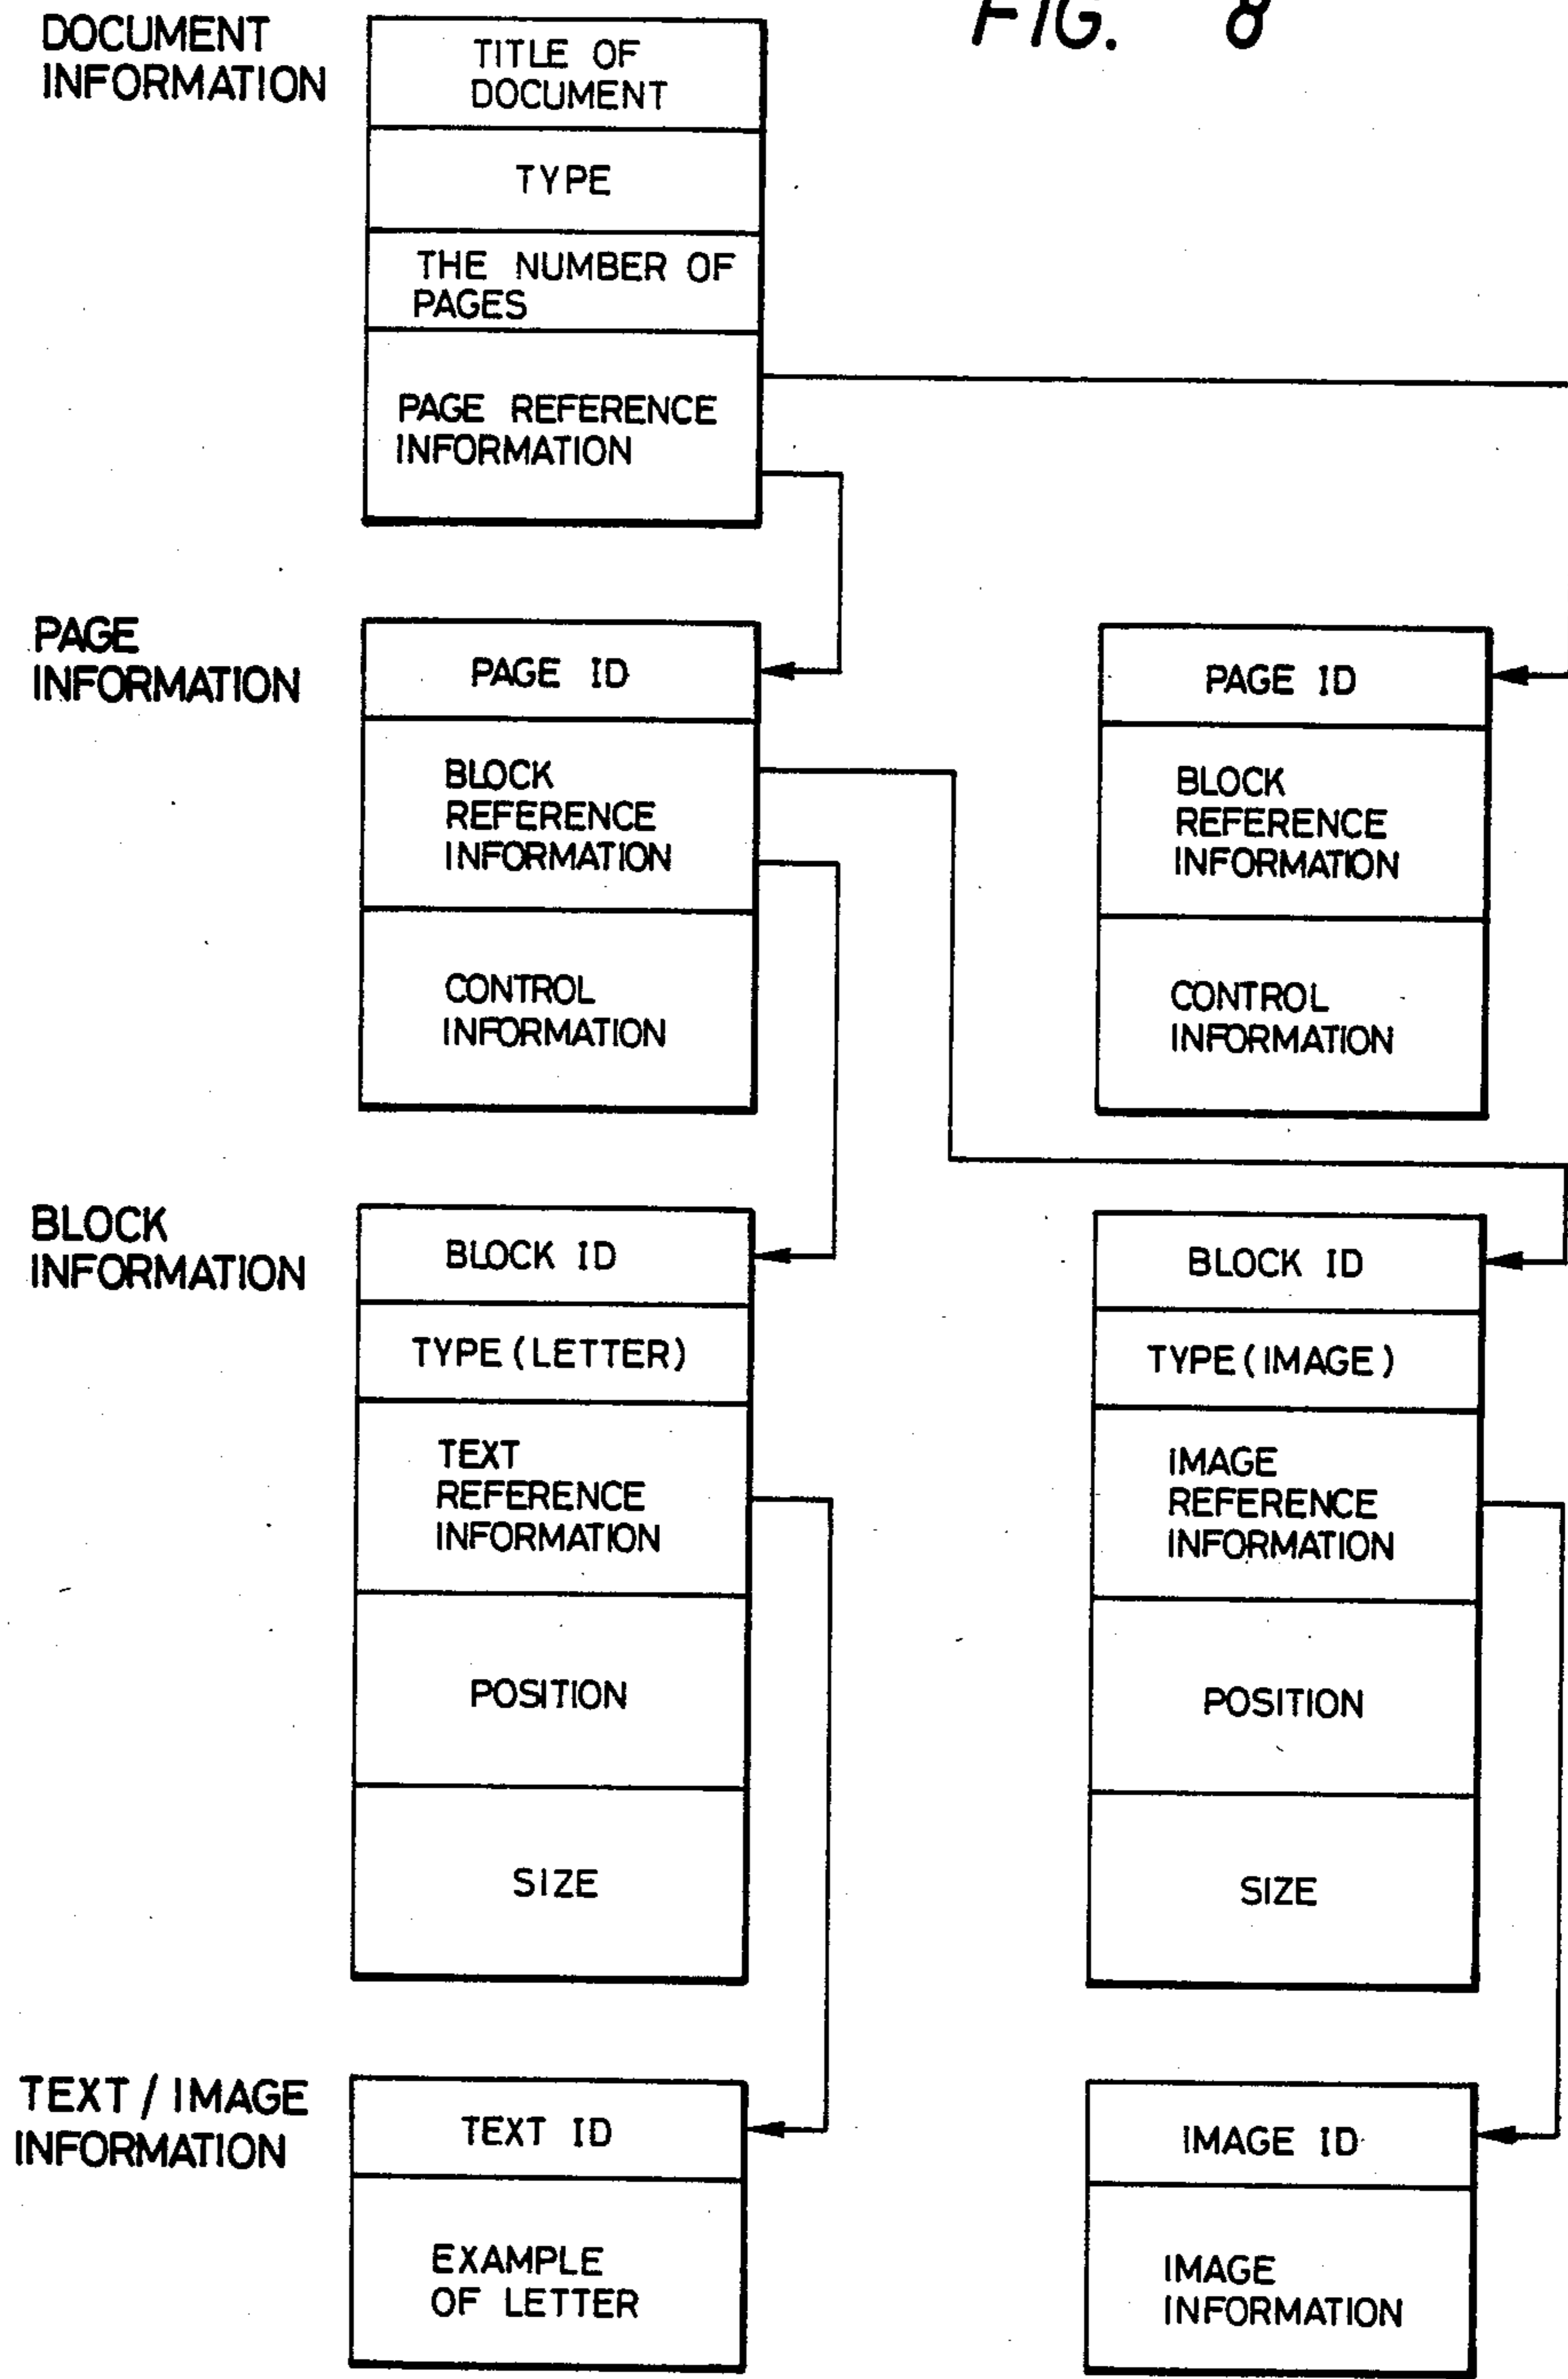 FIG. 8
DOCUMENT
INFORMATION
TITLE OF
DOCUMENT
TYPE
THE NUMBER OF
PAGES
PAGE REFERENCE
INFORMATION
PAGE
INFORMATION
PAGE ID
BLOCK
REFERENCE
INFORMATION
CONTROL
INFORMATION
PAGE ID
BLOCK
REFERENCE
INFORMATION
CONTROL
INFORMATION
BLOCK
INFORMATION
BLOCK ID
TYPE (LETTER)
TEXT
REFERENCE
INFORMATION
POSITION
SIZE
BLOCK ID
TYPE (IMAGE)
IMAGE
REFERENCE
INFORMATION
POSITION
SIZE
TEXT / IMAGE
INFORMATION
TEXT ID
EXAMPLE
OF LETTER
IMAGE ID
IMAGE
INFORMATION